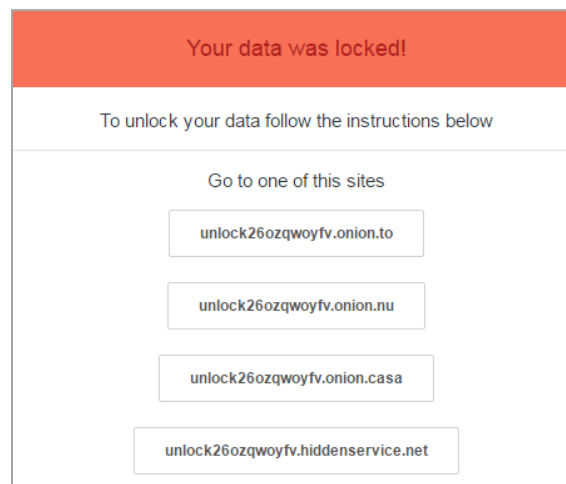 Your data was locked!
To unlock your data follow the instructions below
Go to one of this sites
unlock26ozqwoyfv.onion.to
unlock26ozqwoyfv.onion.nu
unlock26ozqwoyfv.onion.casa
unlock26ozqwoyfv.hiddenservice.net